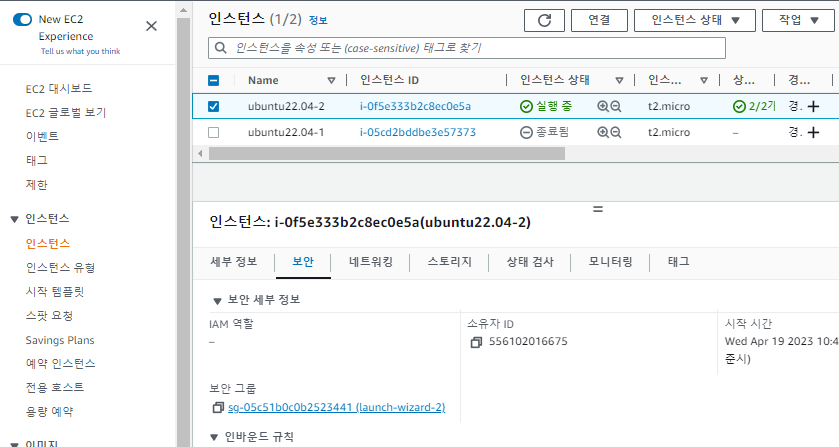 New EC2
Experience
Tell us what you think
EC2 대시보드
EC2 글로벌 보기
이벤트
태그
제한
인스턴스
인스턴스
인스턴스 유형
시작 템플릿
스팟 요청
Savings Plans
예약 인스턴스
전용 호스트
용량 예약
이미지
인스턴스 (1/2) 정보
연결
인스턴스 상태
작업
인스턴스을 속성 또는 (case-sensitive) 태그로 찾기
Name 인스턴스 ID 인스턴스 상태 인스... 상... 경...
ubuntu22.04-2 i-0f5e333b2c8ec0e5a 실행 중 t2.micro 2/2개 경.
ubuntu22.04-1 i-05cd2bddbe3e57373 종료됨 t2.micro – 경.
인스턴스: i-0f5e333b2c8ec0e5a(ubuntu22.04-2)
세부 정보 보안 네트워킹 스토리지 상태 검사 모니터링 태그
보안 세부 정보
IAM 역할 소유자 ID 시작 시간
– 556102016675 Wed Apr 19 2023 10:4
준시)
보안 그룹
sg-05c51b0c0b2523441 (launch-wizard-2)
인바운드 규칙